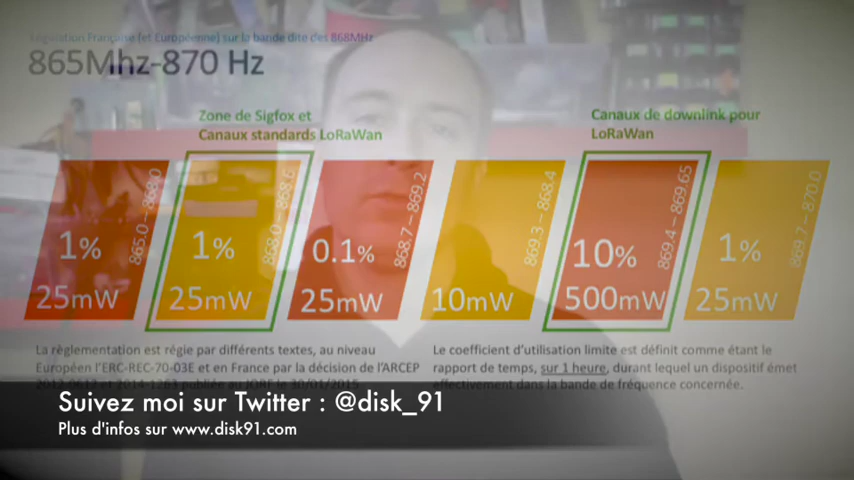 Législation Française (et Européenne) sur la bande dite des 868MHz
865Mhz-870 Hz
Zone de Sigfox et
Canaux standards LoRaWan
Canaux de downlink pour
LoRaWan
1%
25mW
865.0 – 868.0
1%
25mW
868.0 – 868.6
0.1%
25mW
868.7 – 869.2
10mW
869.3 – 868.4
10%
500mW
869.4 – 869.65
1%
25mW
869.7 – 870.0
La règlementation est régie par différents textes, au niveau
Européen l'ERC-REC-70-03E et en France par la décision de l'ARCEP
2012-0612 et 2014-1263 publiée au JORF le 30/01/2015
Le coefficient d'utilisation limite est définit comme étant le
rapport de temps, sur 1 heure, durant lequel un dispositif émet
effectivement dans la bande de fréquence concernée.
Suivez moi sur Twitter : @disk_91
Plus d'infos sur www.disk91.com